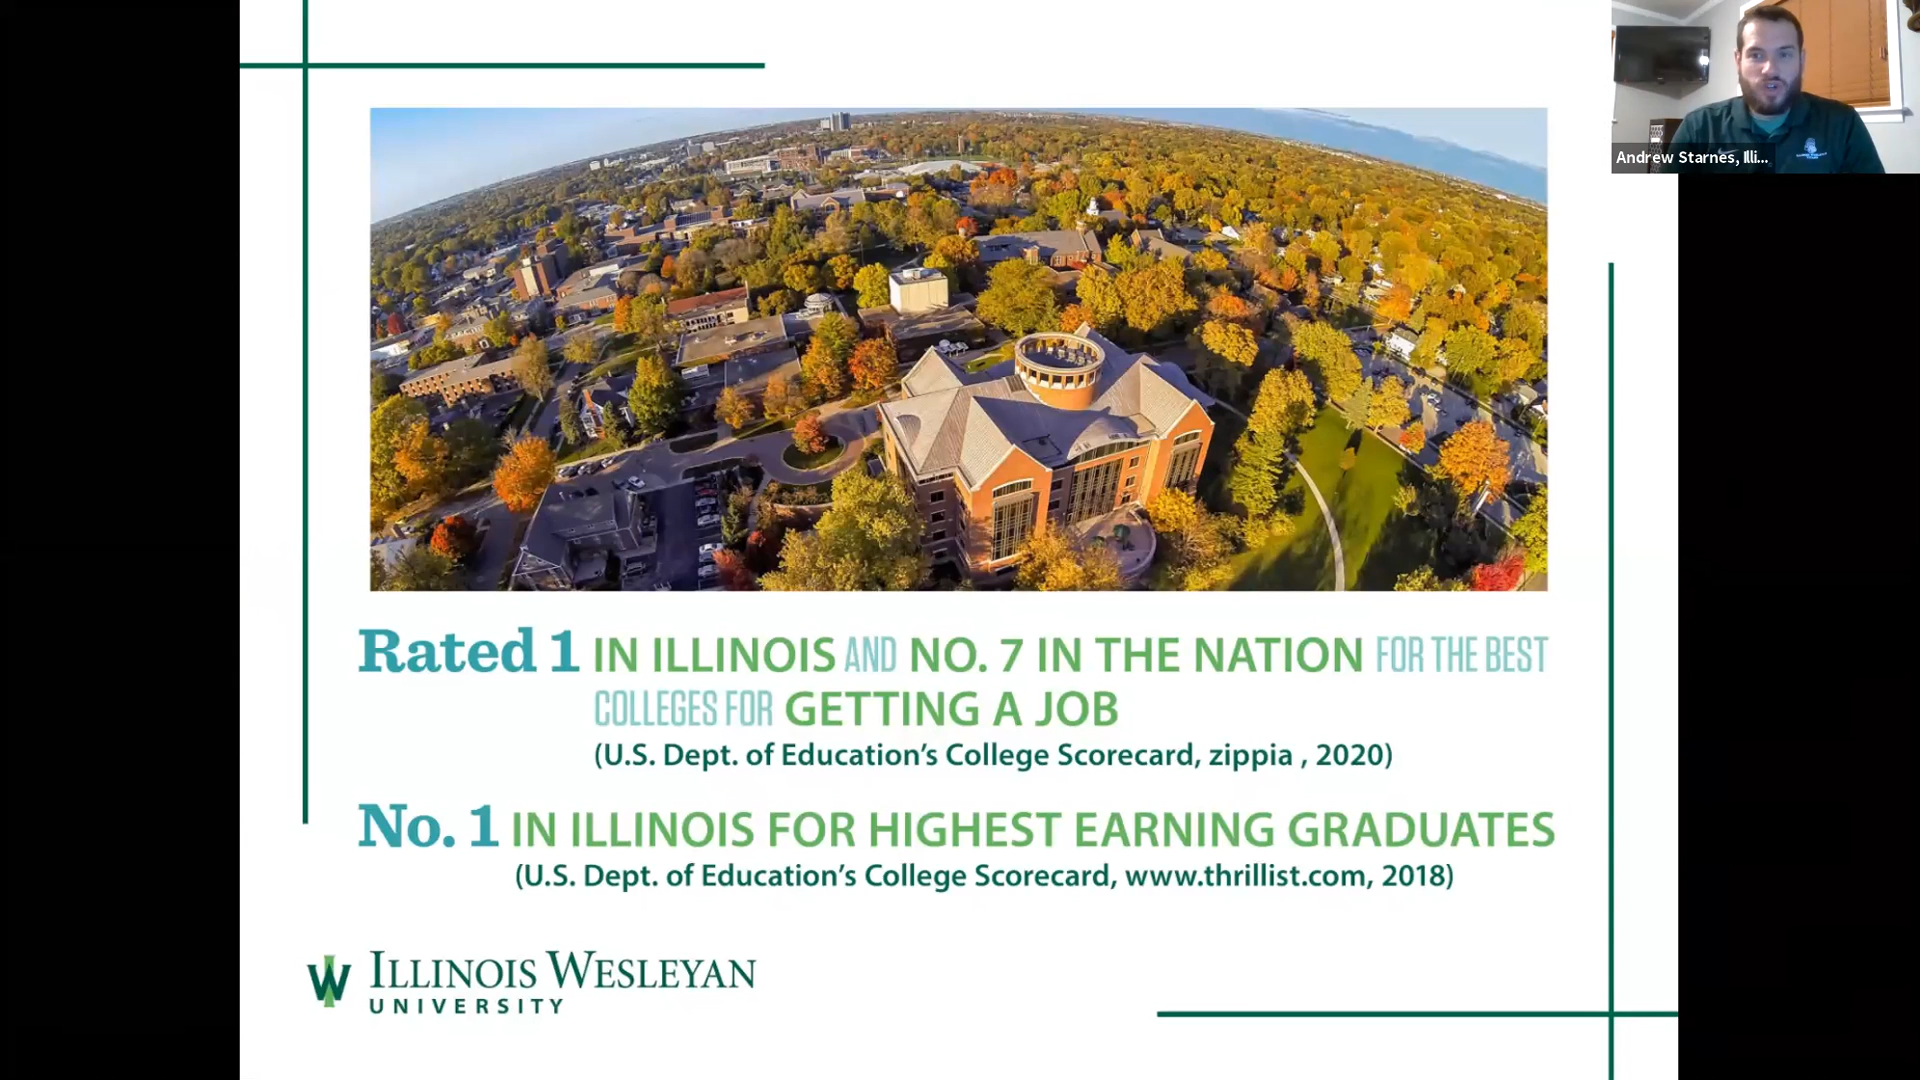 Andrew Starnes, Illi...
Rated 1 IN ILLINOIS AND NO. 7 IN THE NATION FOR THE BEST
COLLEGES FOR GETTING A JOB
(U.S. Dept. of Education's College Scorecard, zippia , 2020)
No. 1 IN ILLINOIS FOR HIGHEST EARNING GRADUATES
(U.S. Dept. of Education's College Scorecard, www.thrillist.com, 2018)
W ILLINOIS WESLEYAN
UNIVERSITY